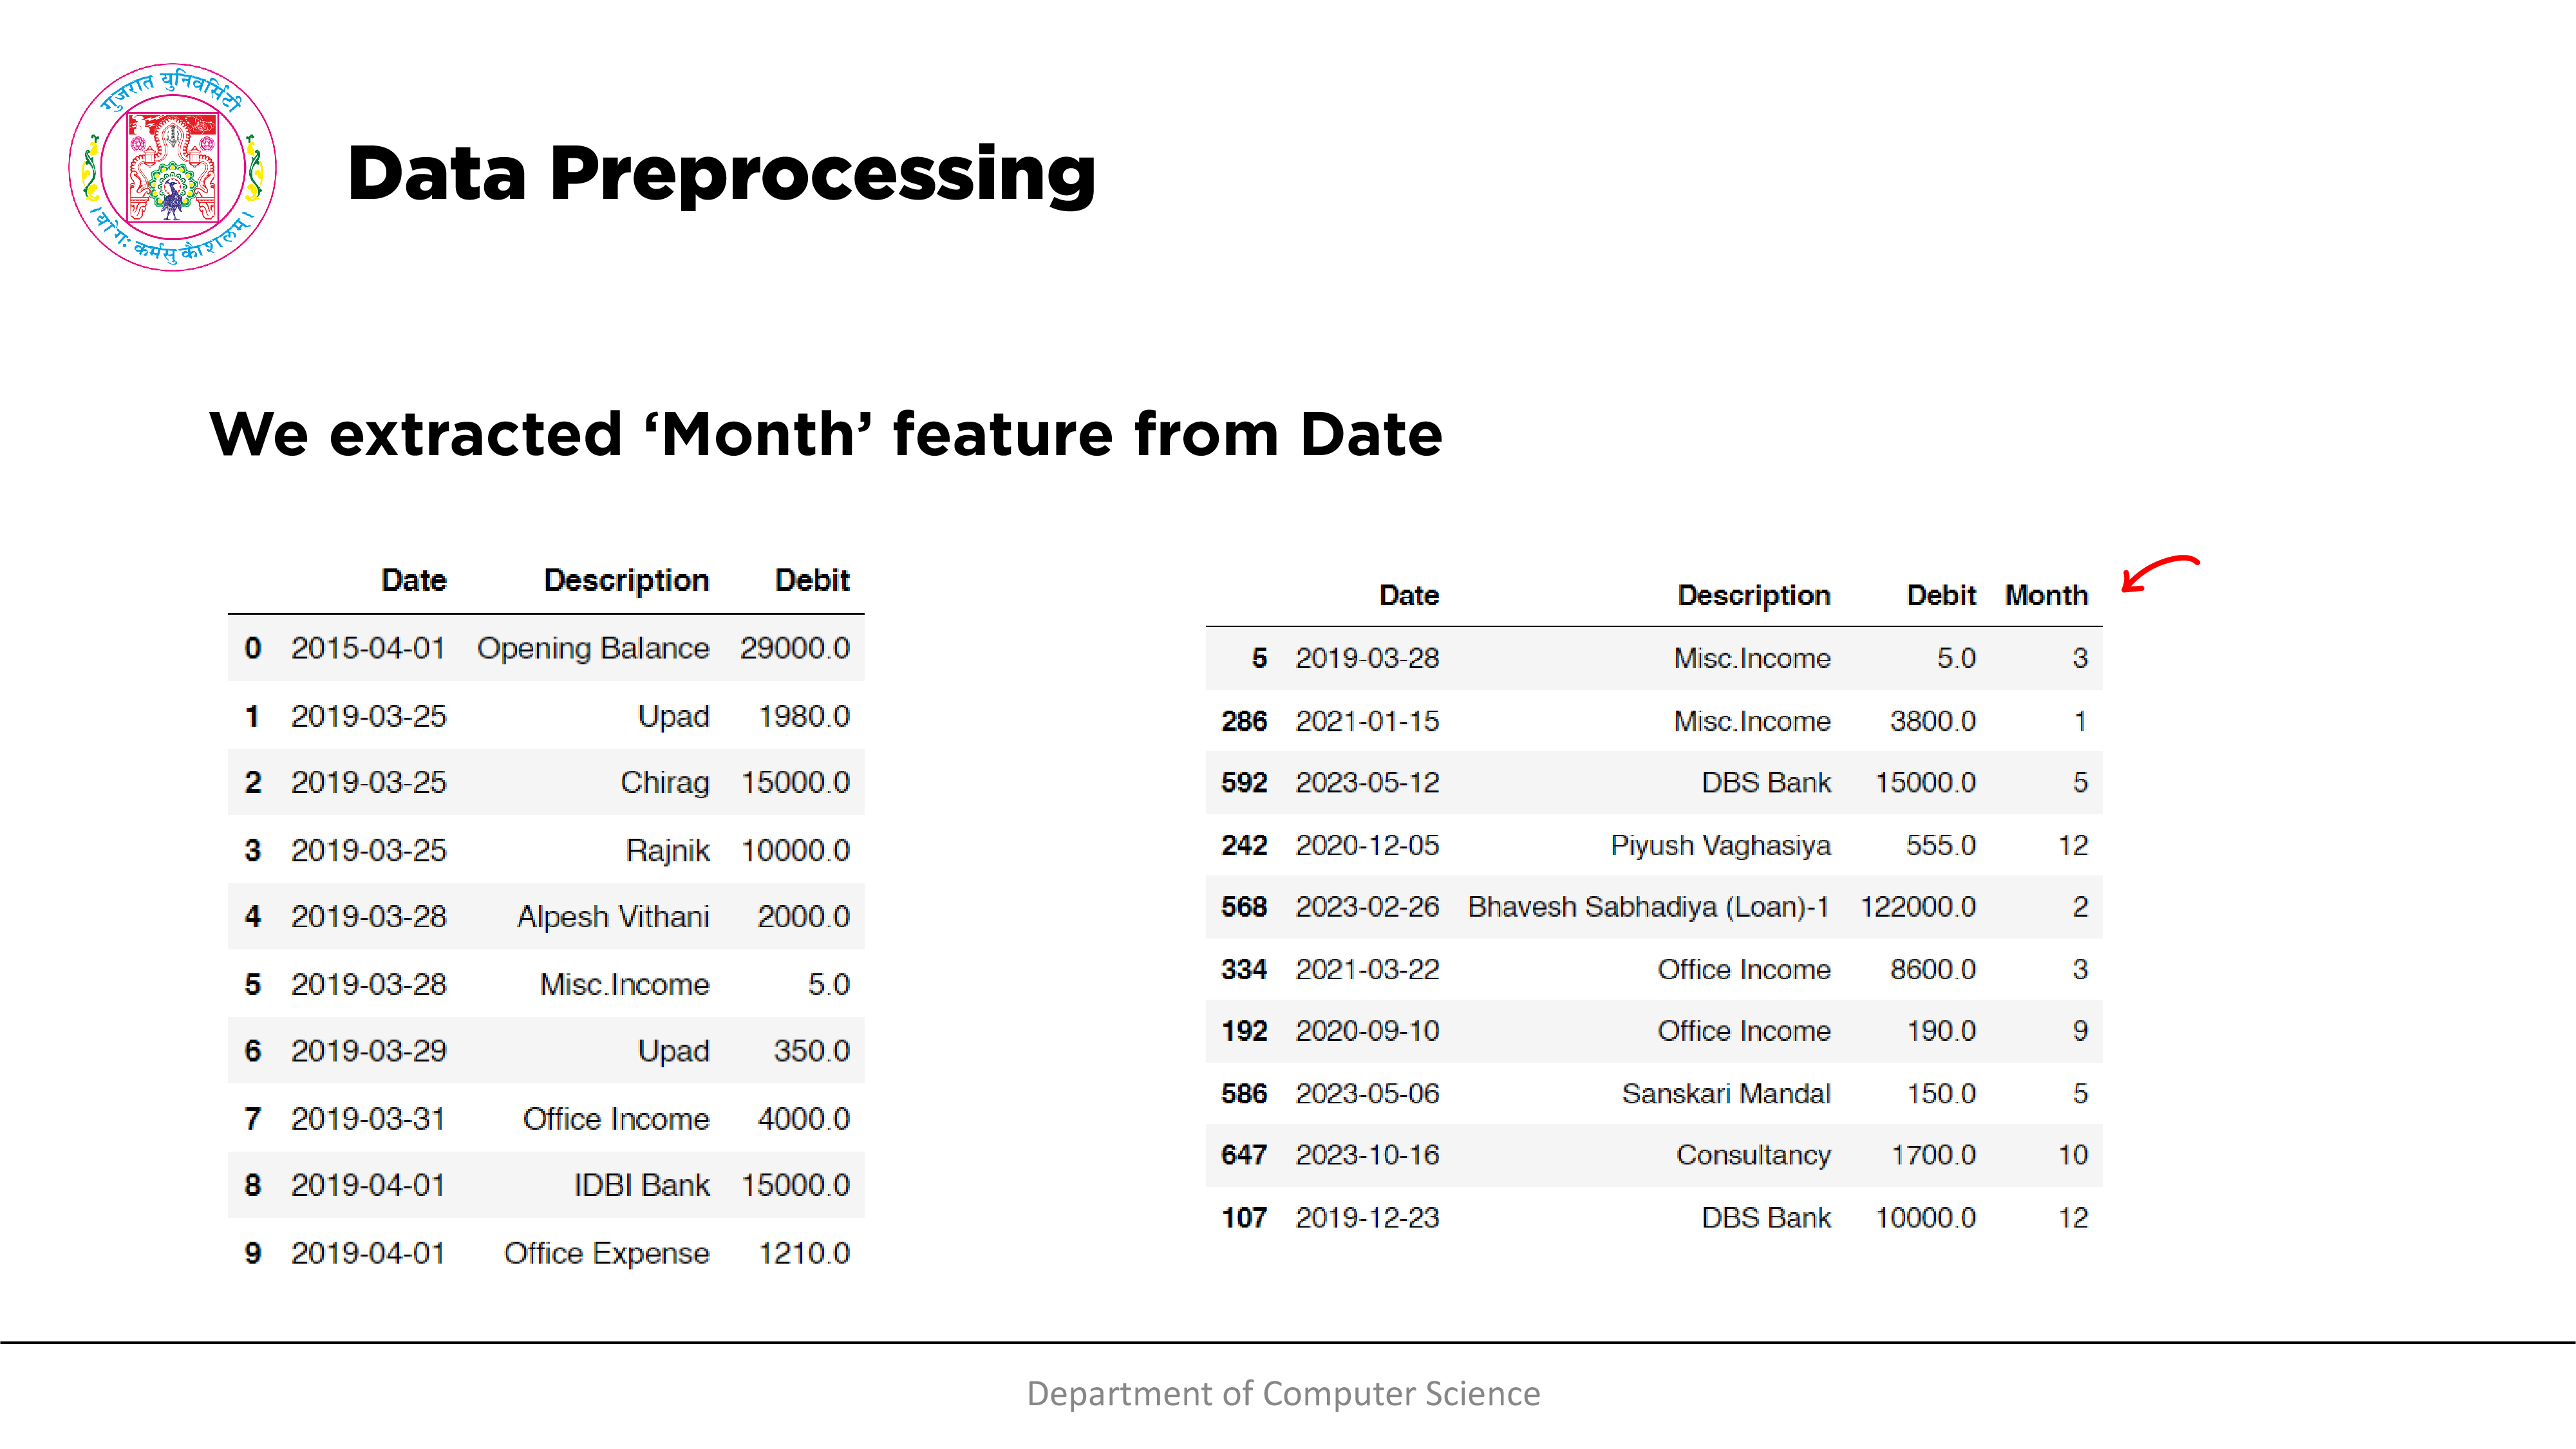 गुजरात युनिवर्सिटी
। योगः कर्मसु कौशलम् ।
Data Preprocessing
We extracted ‘Month’ feature from Date
Date Description Debit
0 2015-04-01 Opening Balance 29000.0
1 2019-03-25 Upad 1980.0
2 2019-03-25 Chirag 15000.0
3 2019-03-25 Rajnik 10000.0
4 2019-03-28 Alpesh Vithani 2000.0
5 2019-03-28 Misc.Income 5.0
6 2019-03-29 Upad 350.0
7 2019-03-31 Office Income 4000.0
8 2019-04-01 IDBI Bank 15000.0
9 2019-04-01 Office Expense 1210.0
Date Description Debit Month
5 2019-03-28 Misc.Income 5.0 3
286 2021-01-15 Misc.Income 3800.0 1
592 2023-05-12 DBS Bank 15000.0 5
242 2020-12-05 Piyush Vaghasiya 555.0 12
568 2023-02-26 Bhavesh Sabhadiya (Loan)-1 122000.0 2
334 2021-03-22 Office Income 8600.0 3
192 2020-09-10 Office Income 190.0 9
586 2023-05-06 Sanskari Mandal 150.0 5
647 2023-10-16 Consultancy 1700.0 10
107 2019-12-23 DBS Bank 10000.0 12
Department of Computer Science